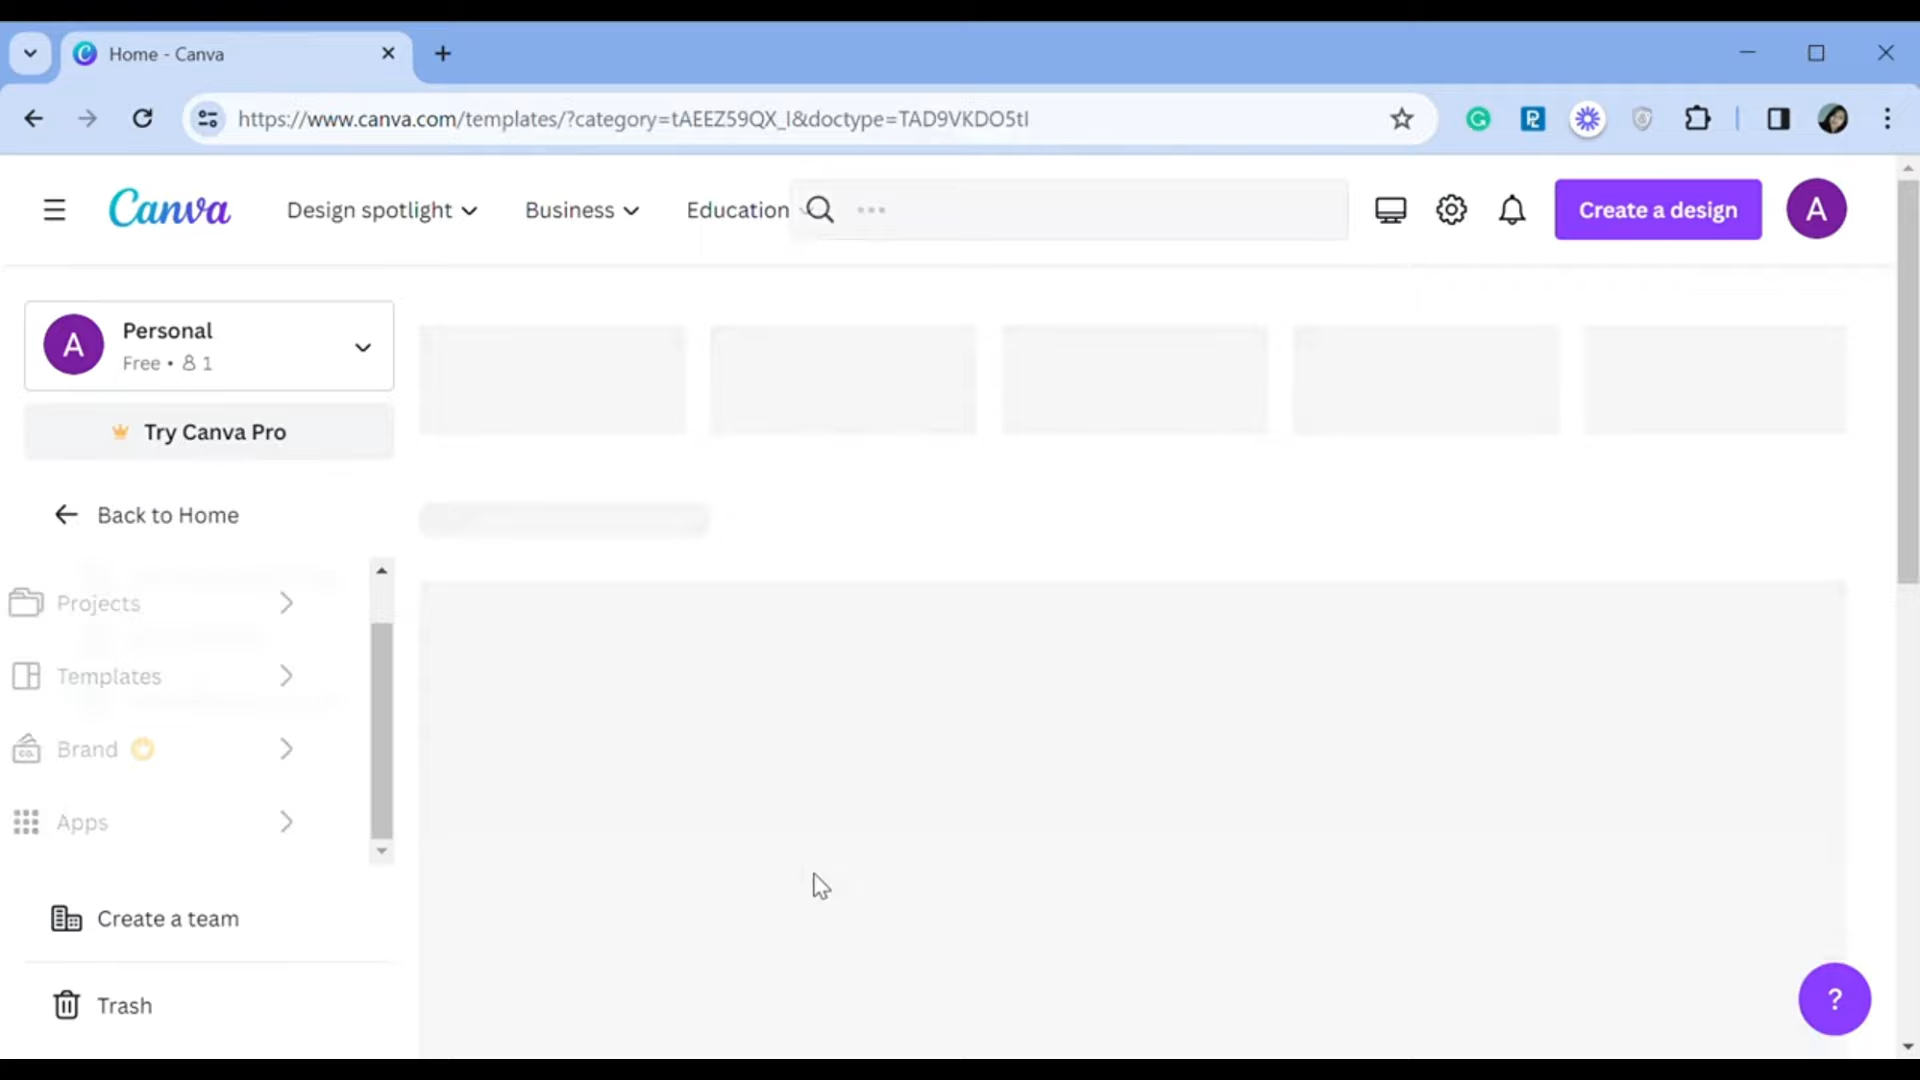 Home - Canva
https://www.canva.com/templates/?category=tAEEZ59QX_I&doctype=TAD9VKDO5tI
Canva
Design spotlight
Business
Education
Create a design
A
A
Personal
Free • 1
Try Canva Pro
Back to Home
Projects
Templates
CO.
Brand
Apps
Create a team
Trash
?